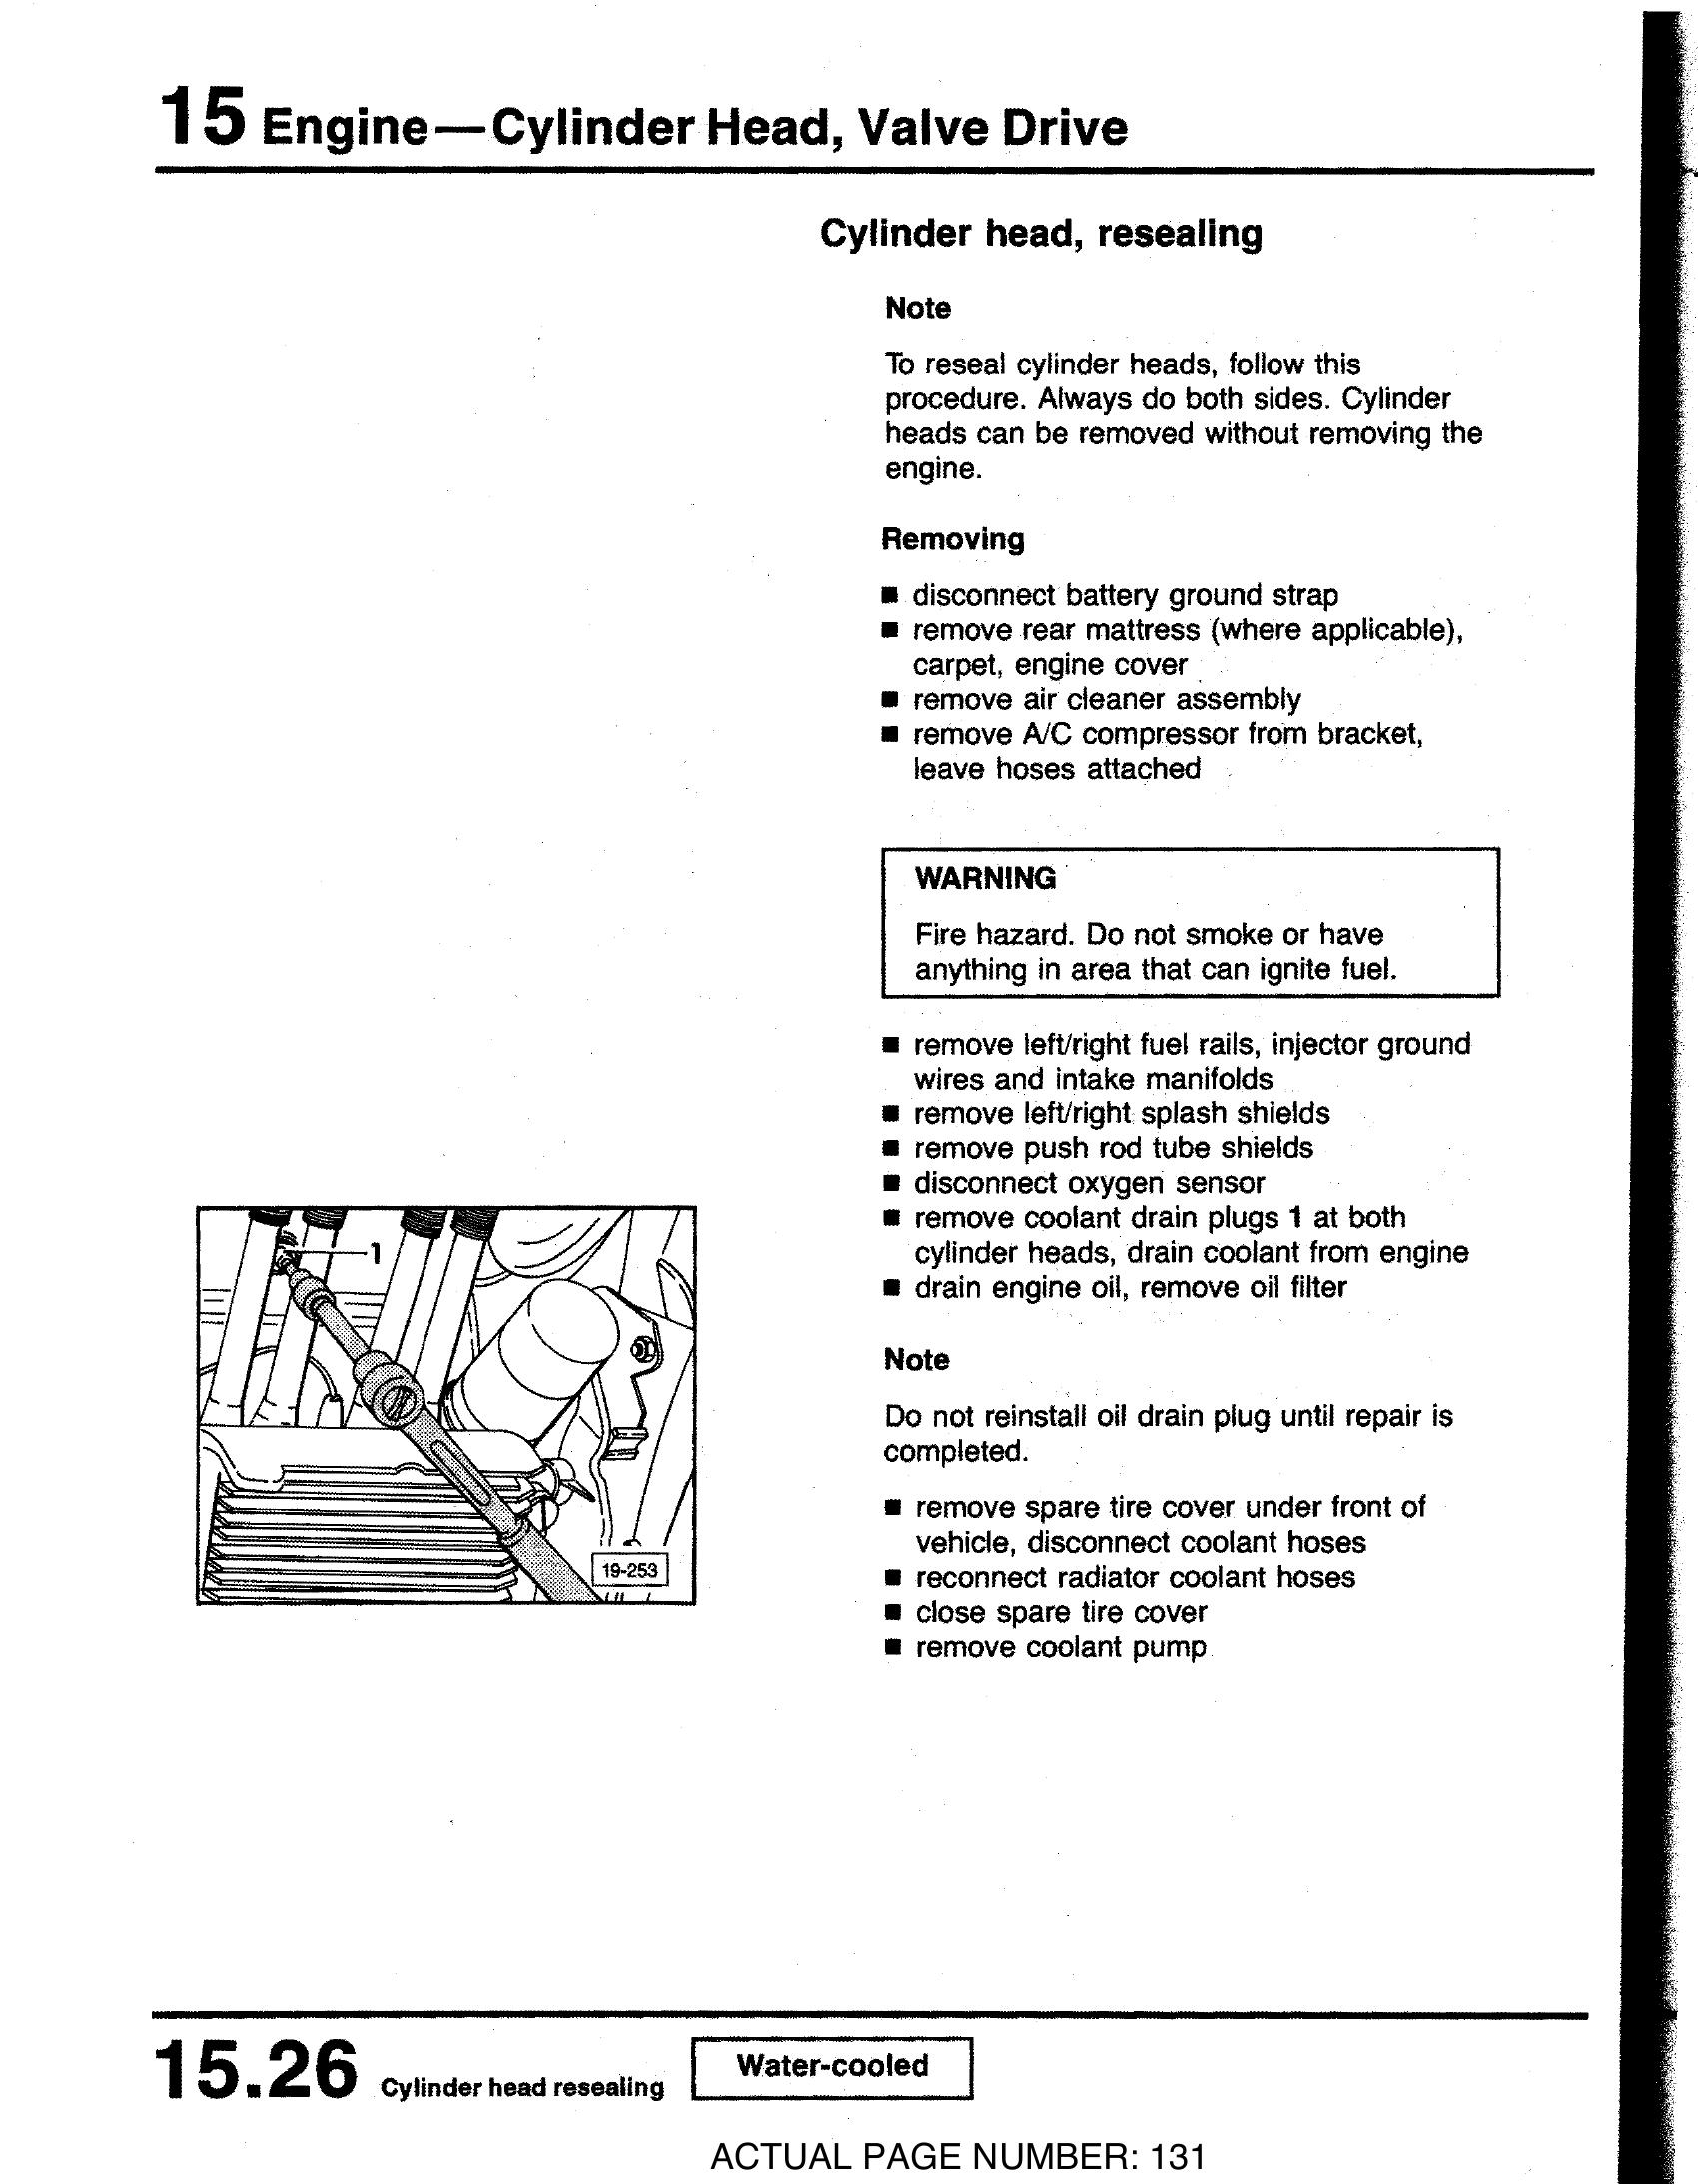 15 Engine—Cylinder Head, Valve Drive
Cylinder head, resealing
Note
To reseal cylinder heads, follow this
procedure. Always do both sides. Cylinder
heads can be removed without removing the
engine.
Removing
■ disconnect battery ground strap
■ remove rear mattress (where applicable),
carpet, engine cover
■ remove air cleaner assembly
■ remove A/C compressor from bracket,
leave hoses attached
WARNING
Fire hazard. Do not smoke or have
anything in area that can ignite fuel.
■ remove left/right fuel rails, injector ground
wires and intake manifolds
■ remove left/right splash shields
■ remove push rod tube shields
■ disconnect oxygen sensor
■ remove coolant drain plugs 1 at both
cylinder heads, drain coolant from engine
■ drain engine oil, remove oil filter
1
19-253
Note
Do not reinstall oil drain plug until repair is
completed.
■ remove spare tire cover under front of
vehicle, disconnect coolant hoses
■ reconnect radiator coolant hoses
■ close spare tire cover
■ remove coolant pump
15.26 Cylinder head resealing
Water-cooled
ACTUAL PAGE NUMBER: 131